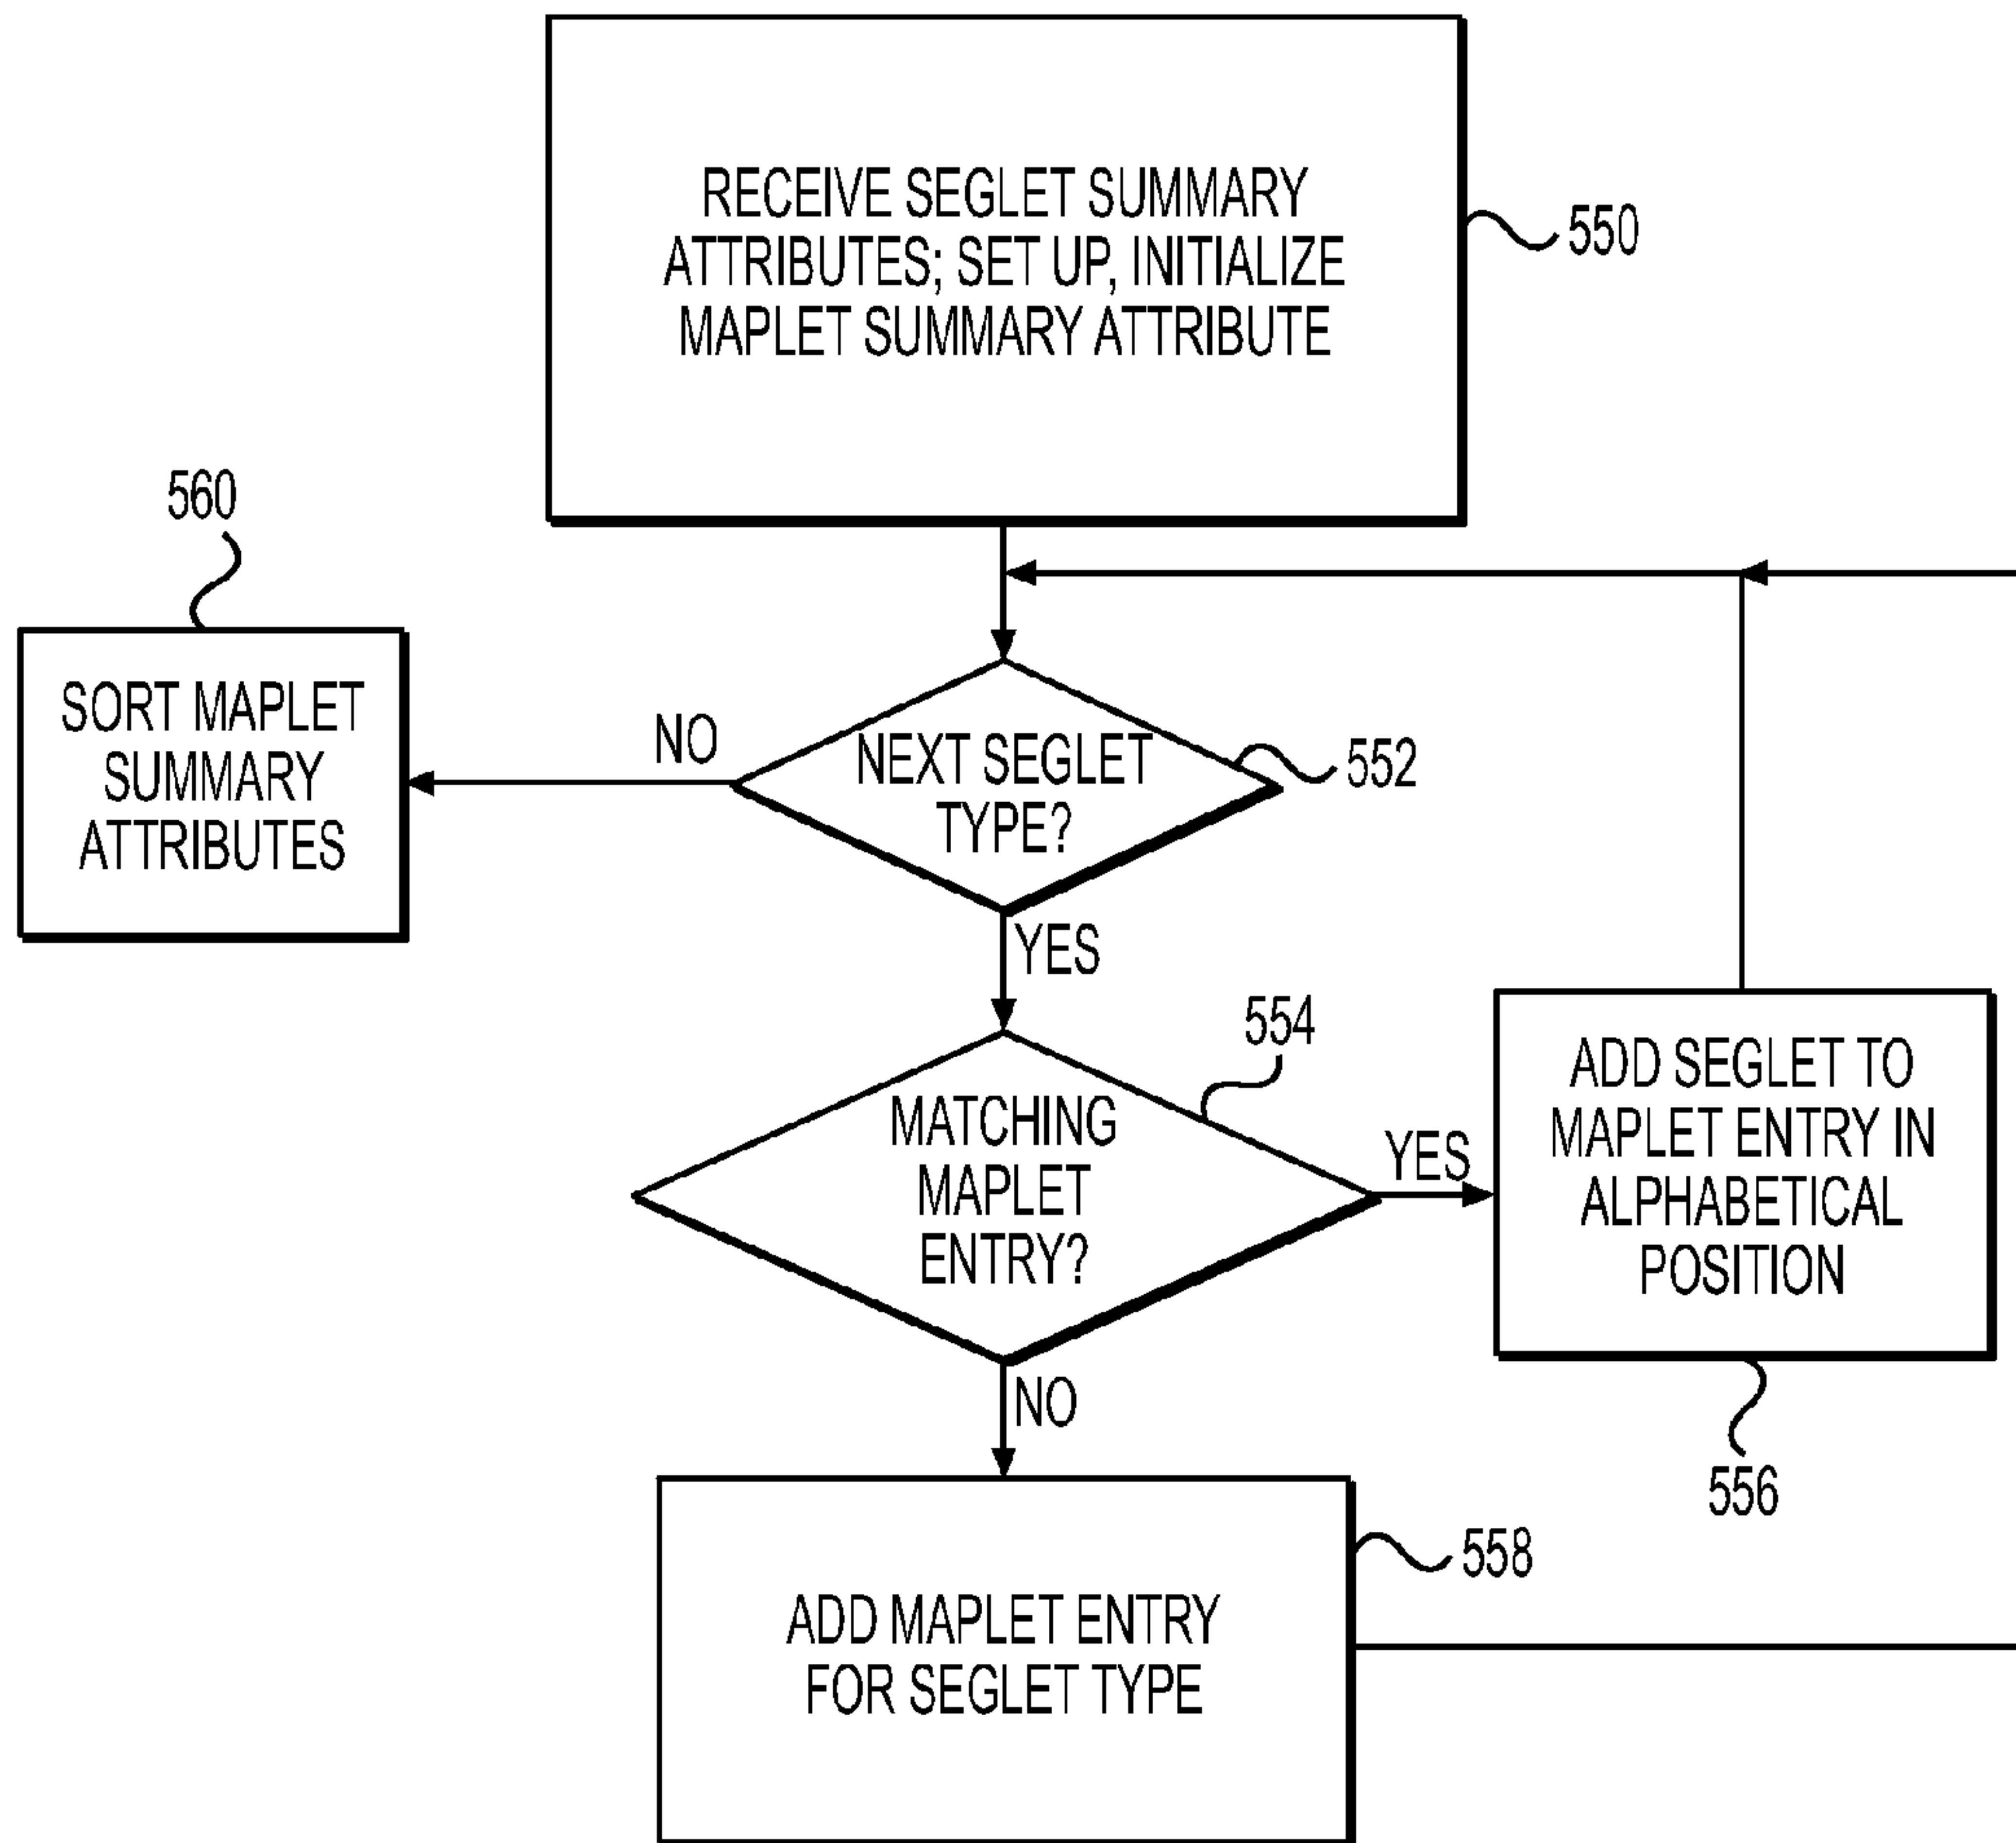 RECEIVE SEGLET SUMMARY
ATTRIBUTES; SET UP, INITIALIZE
MAPLET SUMMARY ATTRIBUTE
550
560
SORT MAPLET
SUMMARY
ATTRIBUTES
NO
NEXT SEGLET
TYPE?
552
YES
554
MATCHING
MAPLET
ENTRY?
YES
ADD SEGLET TO
MAPLET ENTRY IN
ALPHABETICAL
POSITION
556
NO
558
ADD MAPLET ENTRY
FOR SEGLET TYPE